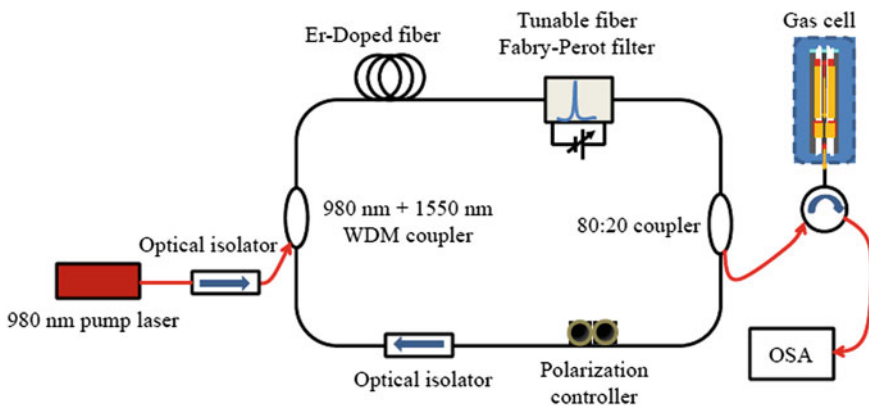 Er-Doped fiber
Tunable fiber
Fabry-Perot filter
Gas cell
980 nm + 1550 nm
WDM coupler
80:20 coupler
Optical isolator
980 nm pump laser
Optical isolator
Polarization
controller
OSA